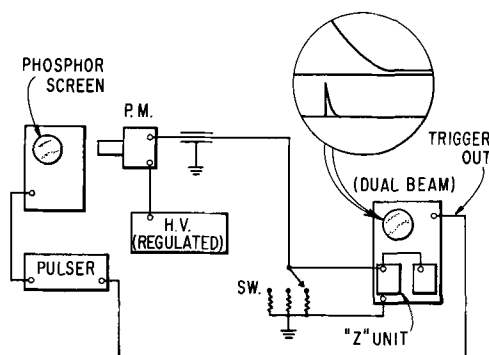 PHOSPHOR
SCREEN
P.M.
H.V.
(REGULATED)
PULSER
SW.
TRIGGER
OUT
(DUAL BEAM)
"Z" UNIT